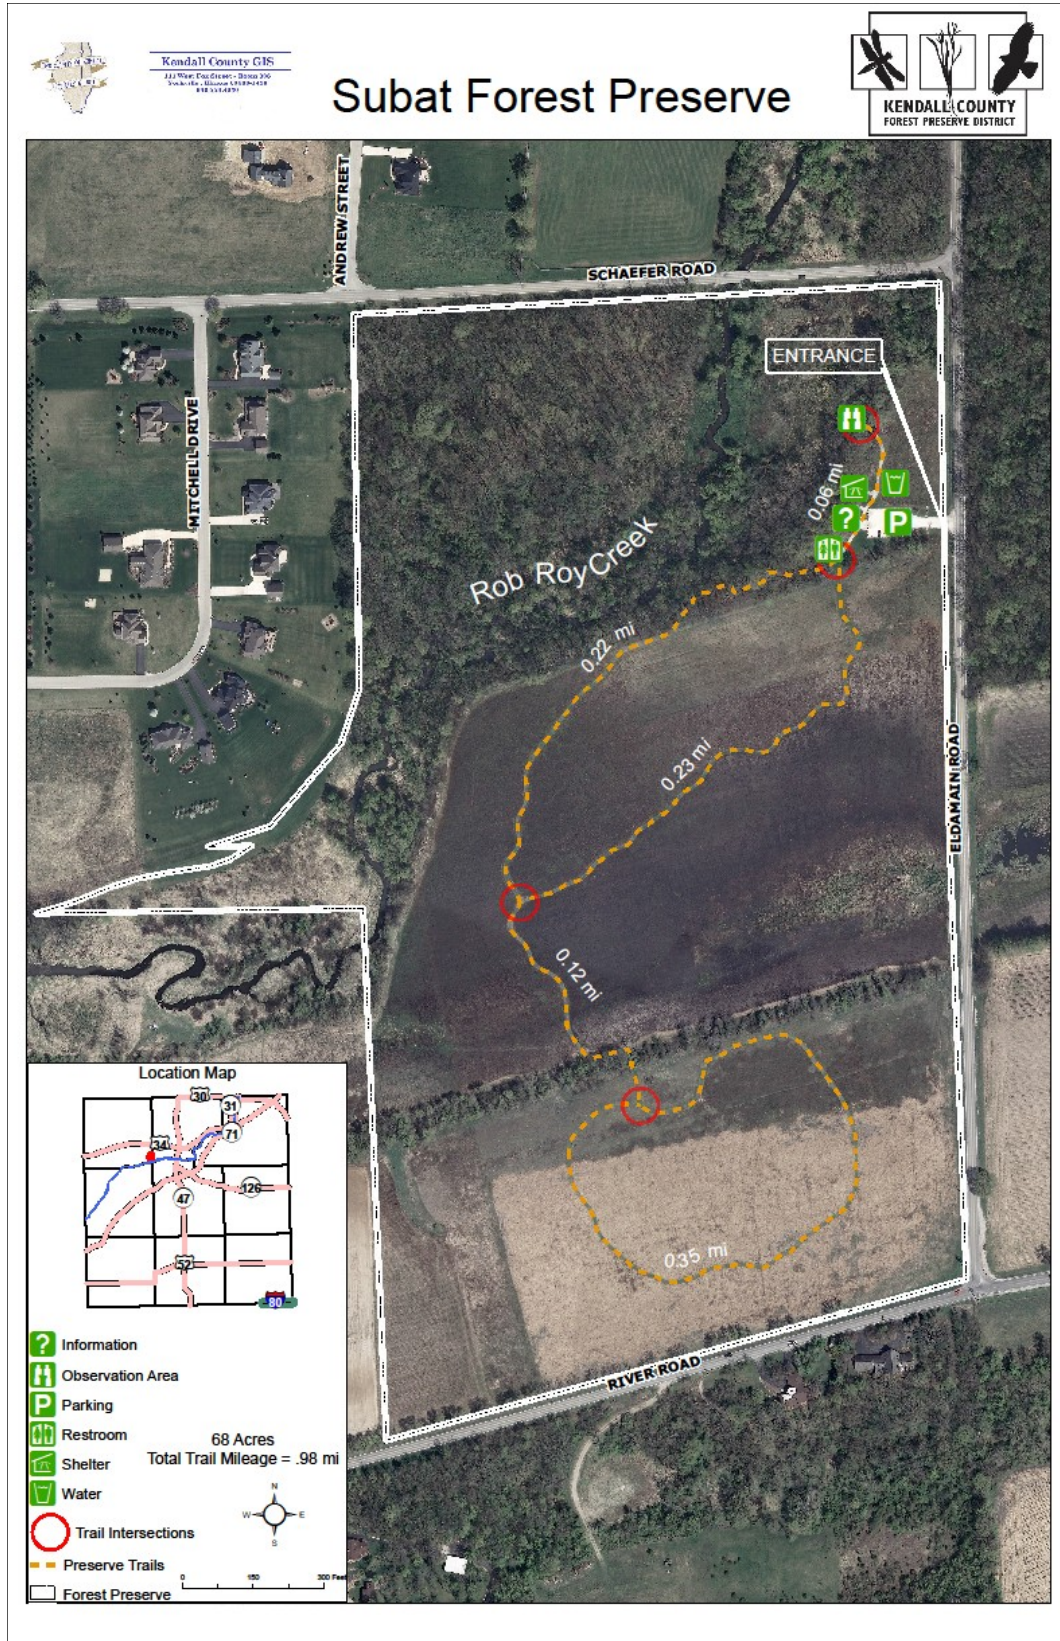 Kendall County GIS
Subat Forest Preserve
KENDALL COUNTY
FOREST PRESERVE DISTRICT
ANDREW STREET
SCHAEFER ROAD
MITCHELL DRIVE
ENTRANCE
0.06 mi
?
P
Rob Roy Creek
0.22 mi
0.23 mi
ELDAMAIN ROAD
0.12 mi
0.35 mi
RIVER ROAD
Location Map
30
31
71
34
47
126
52
80
? Information
Observation Area
P Parking
Restroom
Shelter
Water
68 Acres
Total Trail Mileage = .98 mi
N
W E
S
Trail Intersections
Preserve Trails
Forest Preserve
0 150 300 Feet